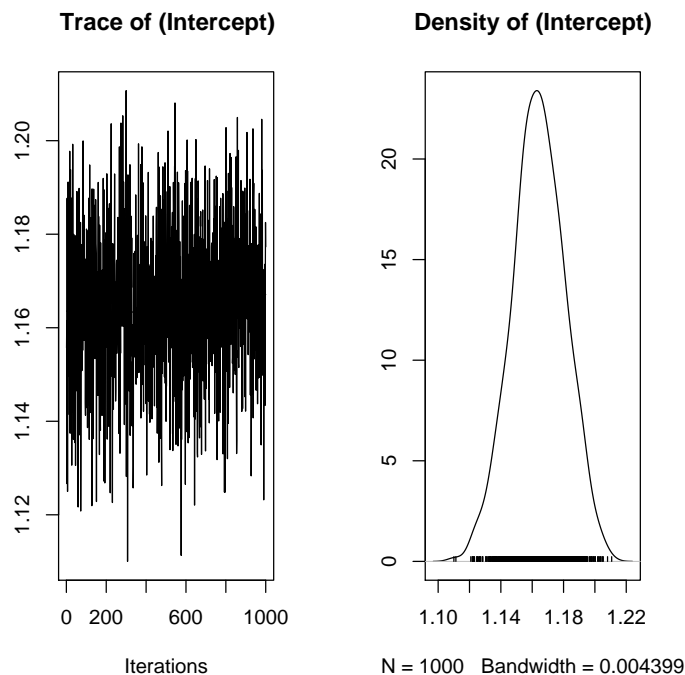 Trace of (Intercept)
1.12 1.14 1.16 1.18 1.20
0 200 600 1000
Iterations
Density of (Intercept)
0 5 10 15 20
1.10 1.14 1.18 1.22
N = 1000 Bandwidth = 0.004399